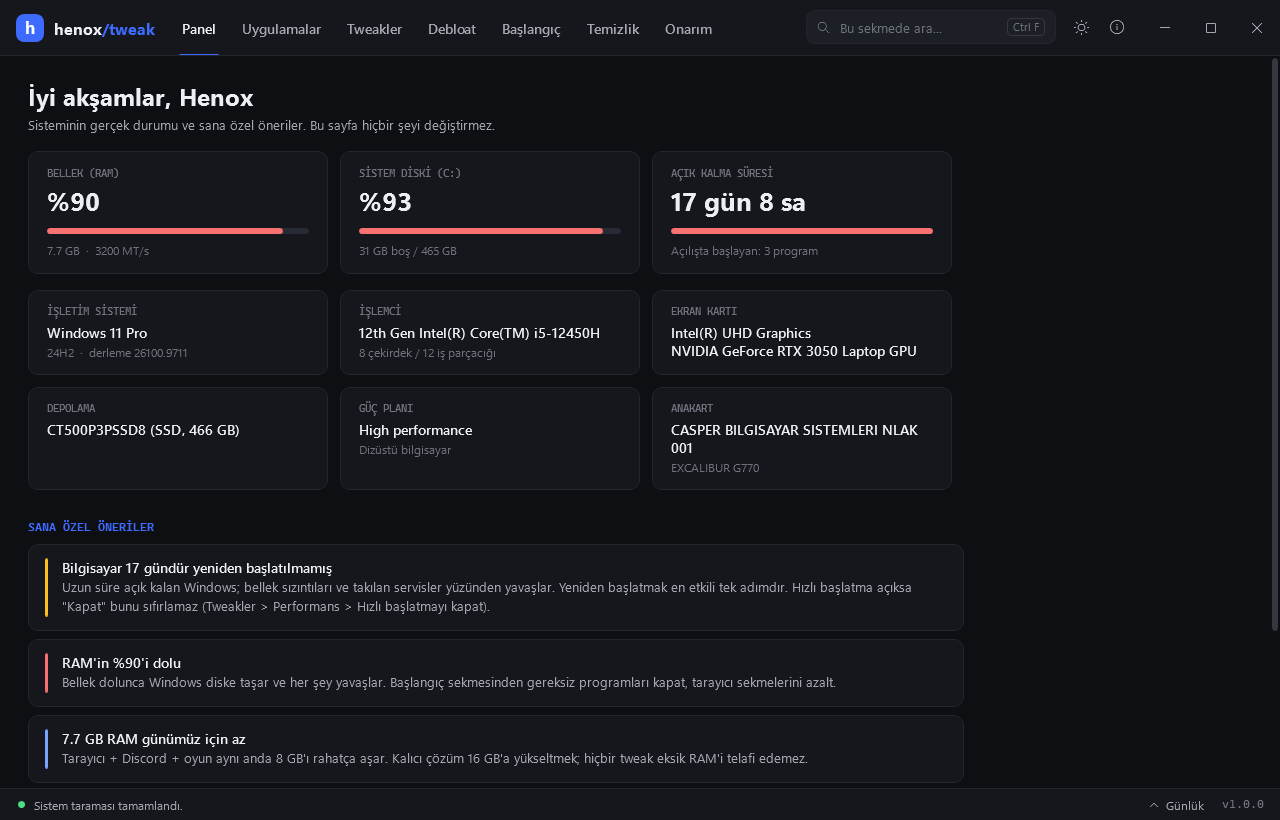 h henox/tweak Panel Uygulamalar Tweakler Debloat Başlangıç Temizlik Onarım Bu sekmede ara... Ctrl F
İyi akşamlar, Henox
Sisteminin gerçek durumu ve sana özel öneriler. Bu sayfa hiçbir şeyi değiştirmez.
BELLEK (RAM)
%90
7.7 GB · 3200 MT/s
SİSTEM DİSKİ (C:)
%93
31 GB boş / 465 GB
AÇIK KALMA SÜRESİ
17 gün 8 sa
Açılışta başlayan: 3 program
İŞLETİM SİSTEMİ
Windows 11 Pro
24H2 · derleme 26100.9711
İŞLEMCİ
12th Gen Intel(R) Core(TM) i5-12450H
8 çekirdek / 12 iş parçacığı
EKRAN KARTI
Intel(R) UHD Graphics
NVIDIA GeForce RTX 3050 Laptop GPU
DEPOLAMA
CT500P3PSSD8 (SSD, 466 GB)
GÜÇ PLANI
High performance
Dizüstü bilgisayar
ANAKART
CASPER BILGISAYAR SISTEMLERI NLAK
001
EXCALIBUR G770
SANA ÖZEL ÖNERİLER
Bilgisayar 17 gündür yeniden başlatılmamış
Uzun süre açık kalan Windows; bellek sızıntıları ve takılan servisler yüzünden yavaşlar. Yeniden başlatmak en etkili tek adımdır. Hızlı başlatma açıksa
"Kapat" bunu sıfırlamaz (Tweakler > Performans > Hızlı başlatmayı kapat).
RAM'in %90'i dolu
Bellek dolunca Windows diske taşar ve her şey yavaşlar. Başlangıç sekmesinden gereksiz programları kapat, tarayıcı sekmelerini azalt.
7.7 GB RAM günümüz için az
Tarayıcı + Discord + oyun aynı anda 8 GB'ı rahatça aşar. Kalıcı çözüm 16 GB'a yükseltmek; hiçbir tweak eksik RAM'i telafi edemez.
Sistem taraması tamamlandı. Günlük v1.0.0